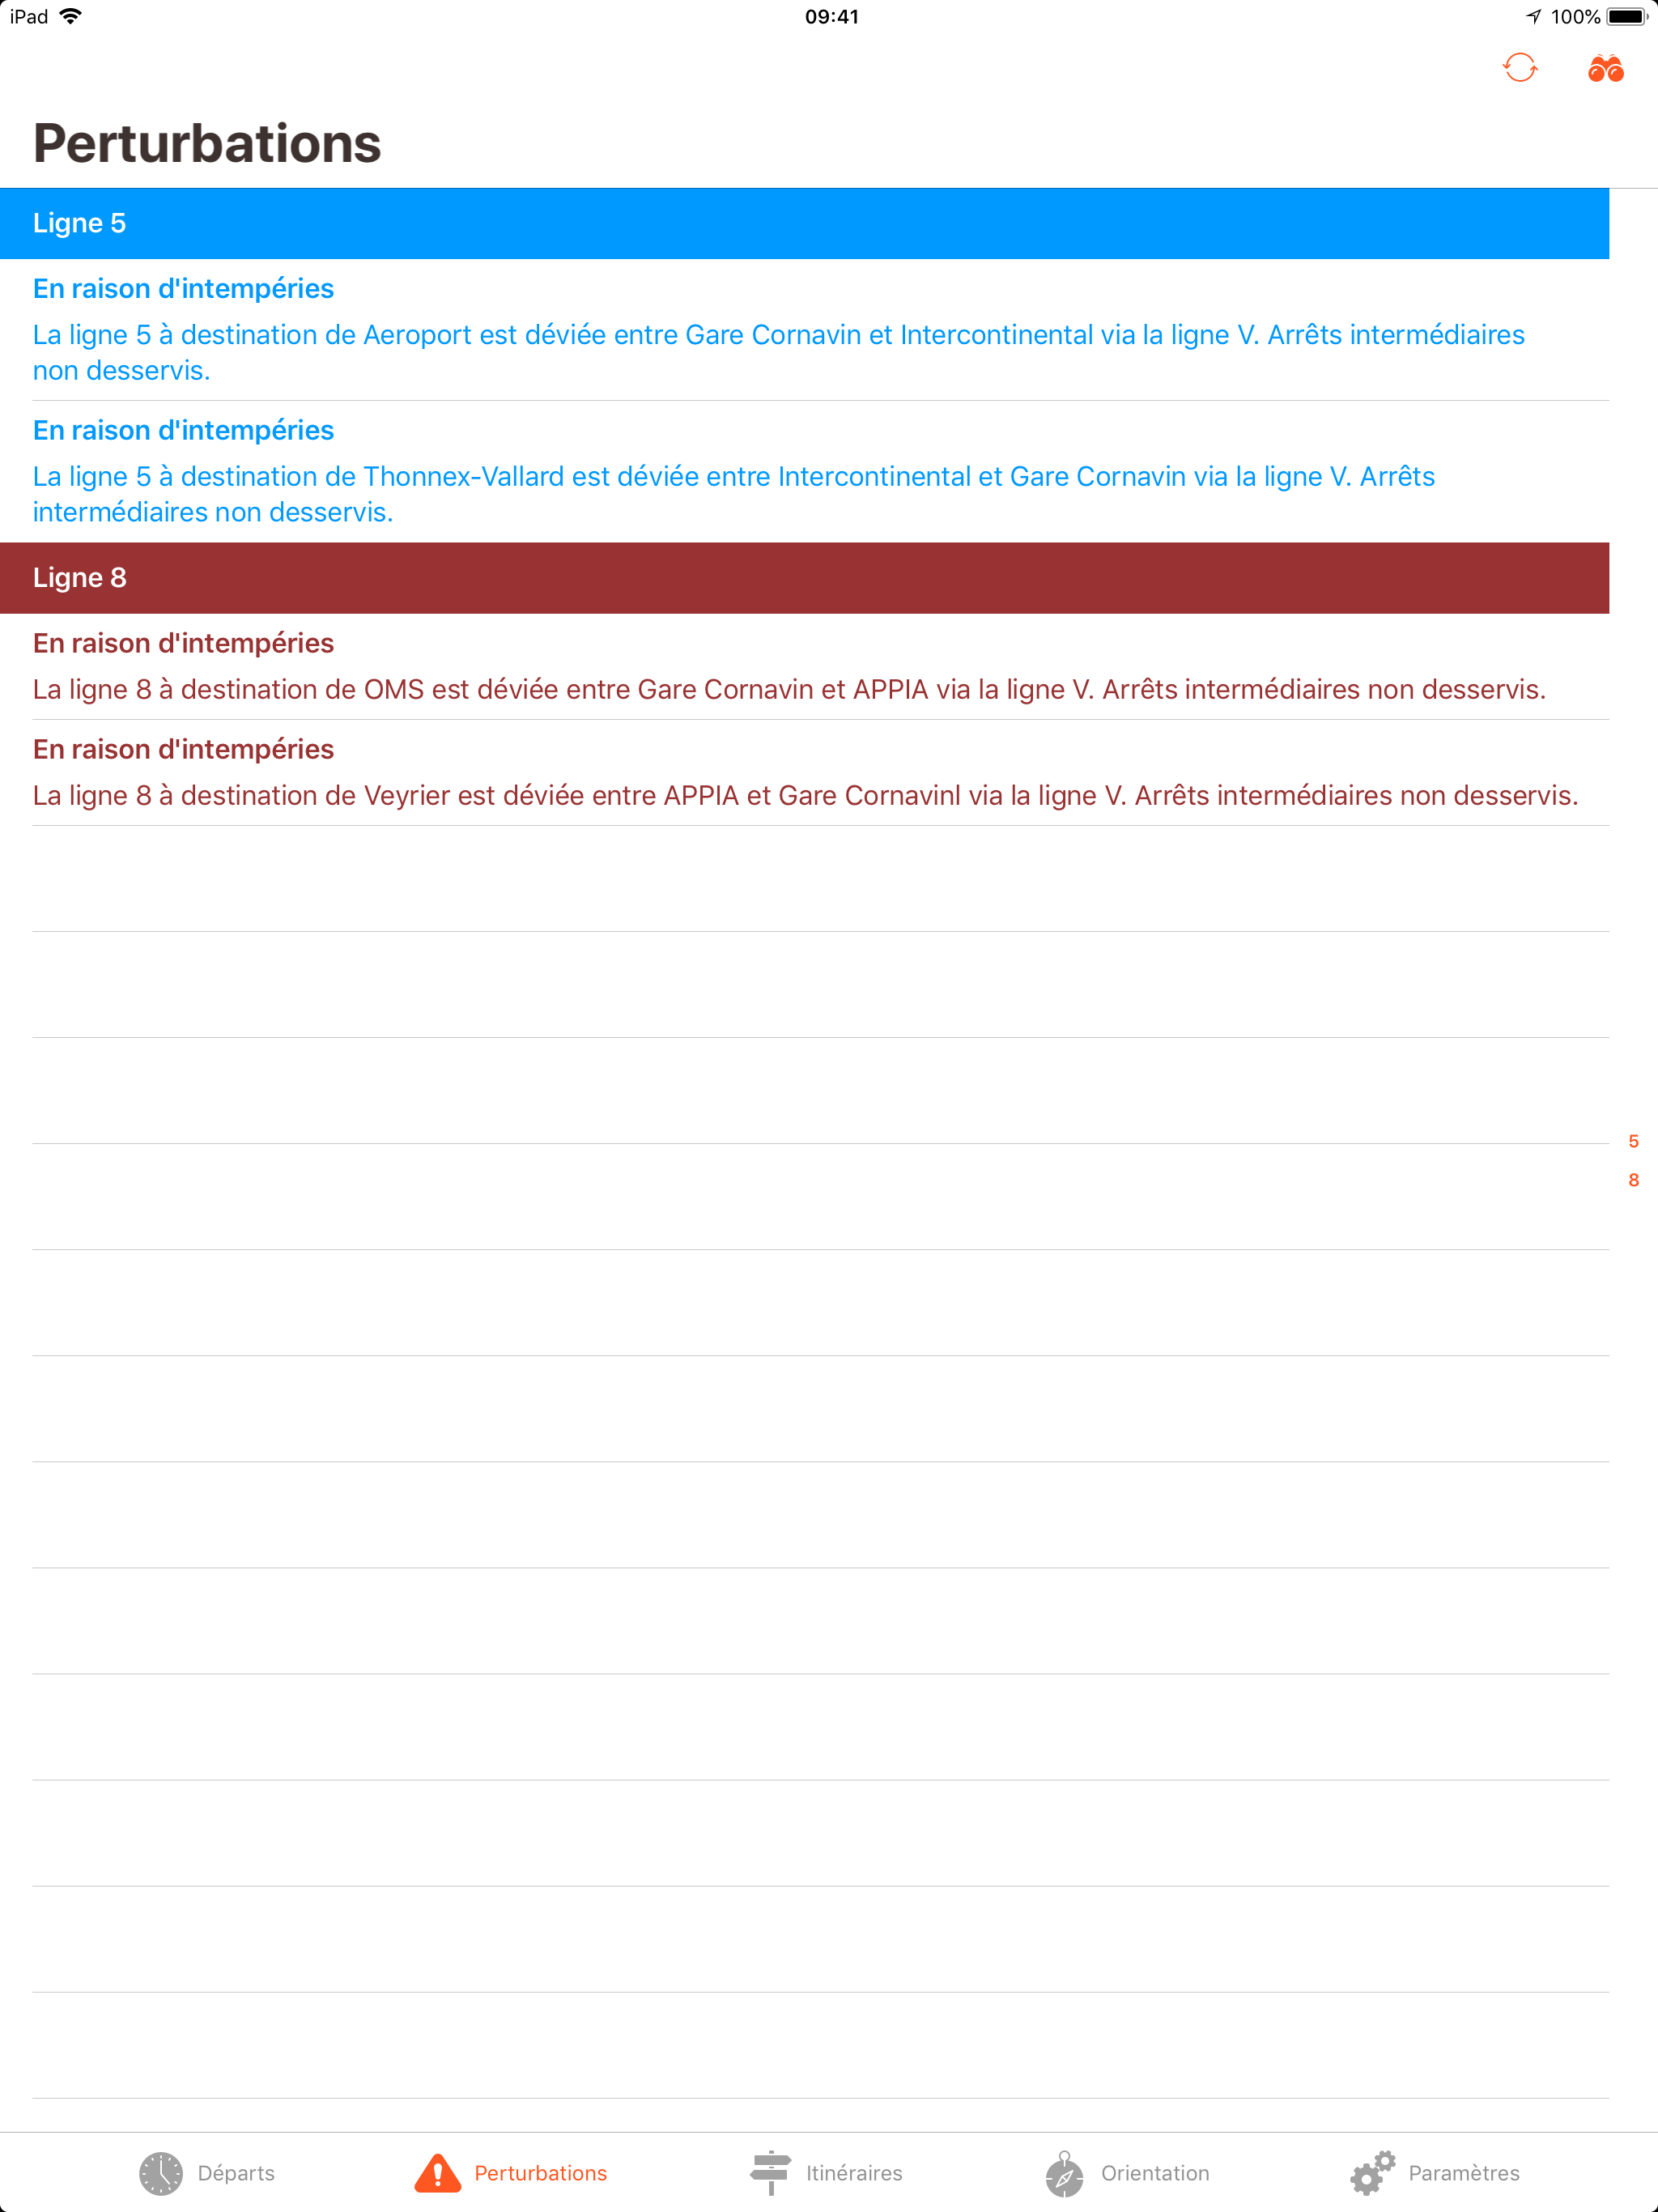 iPad 09:41 100%
Perturbations
Ligne 5
En raison d'intempéries
La ligne 5 à destination de Aeroport est déviée entre Gare Cornavin et Intercontinental via la ligne V. Arrêts intermédiaires
non desservis.
En raison d'intempéries
La ligne 5 à destination de Thonnex-Vallard est déviée entre Intercontinental et Gare Cornavin via la ligne V. Arrêts
intermédiaires non desservis.
Ligne 8
En raison d'intempéries
La ligne 8 à destination de OMS est déviée entre Gare Cornavin et APPIA via la ligne V. Arrêts intermédiaires non desservis.
En raison d'intempéries
La ligne 8 à destination de Veyrier est déviée entre APPIA et Gare Cornavinl via la ligne V. Arrêts intermédiaires non desservis.
5
8
Départs Perturbations Itinéraires Orientation Paramètres